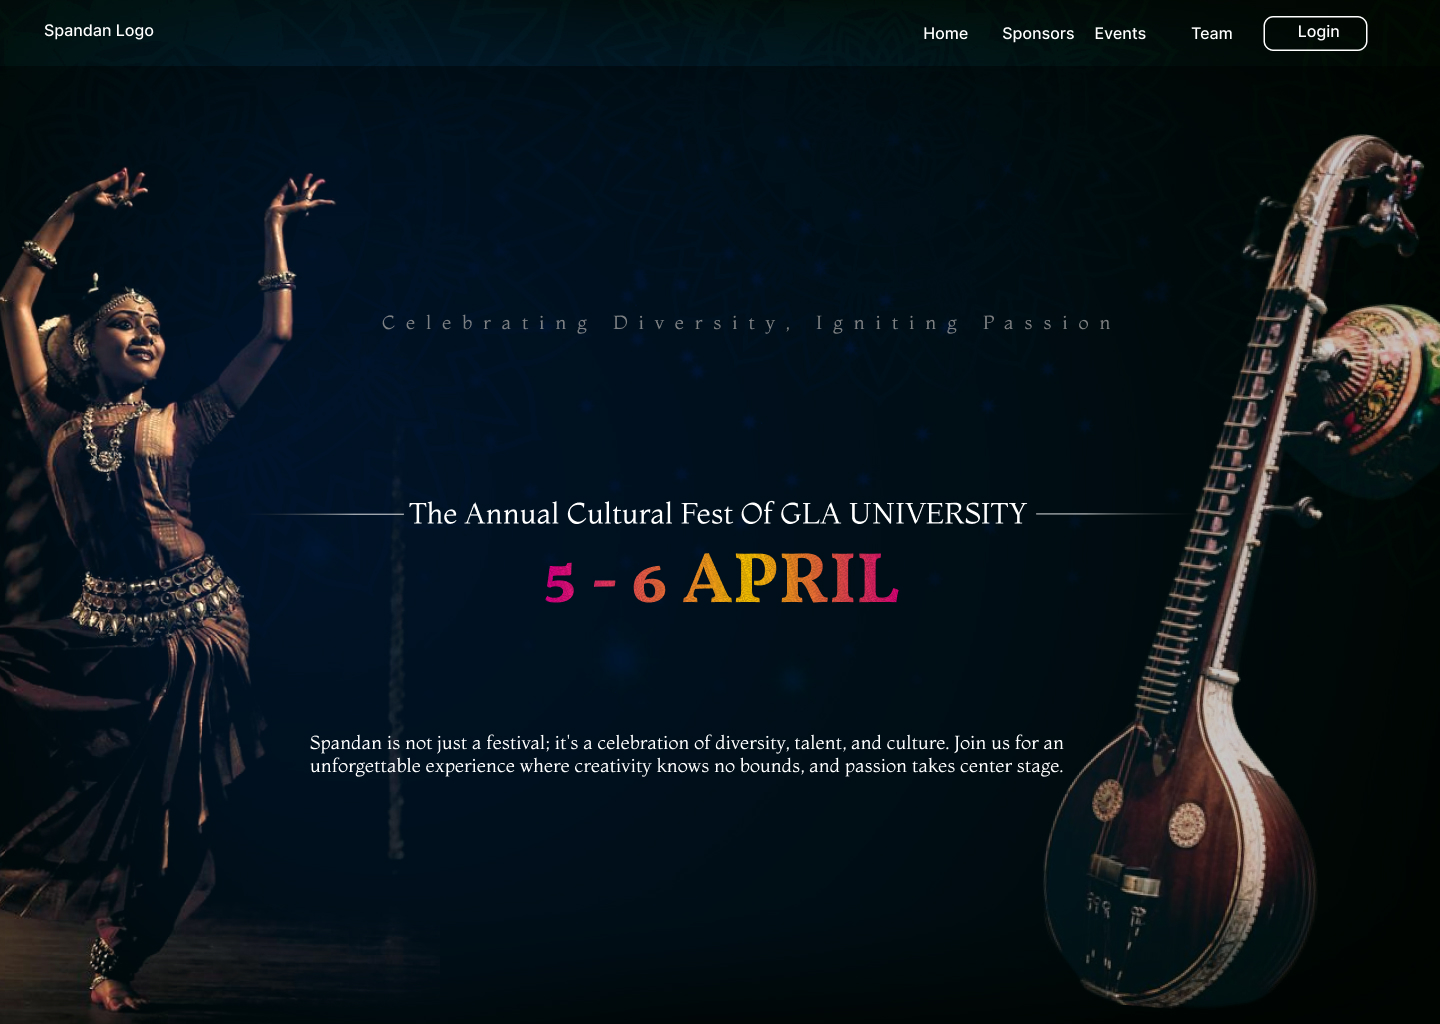 Spandan Logo
Home Sponsors Events Team Login
Celebrating Diversity, Igniting Passion
The Annual Cultural Fest Of GLA UNIVERSITY
5 - 6 APRIL
Spandan is not just a festival; it's a celebration of diversity, talent, and culture. Join us for an
unforgettable experience where creativity knows no bounds, and passion takes center stage.